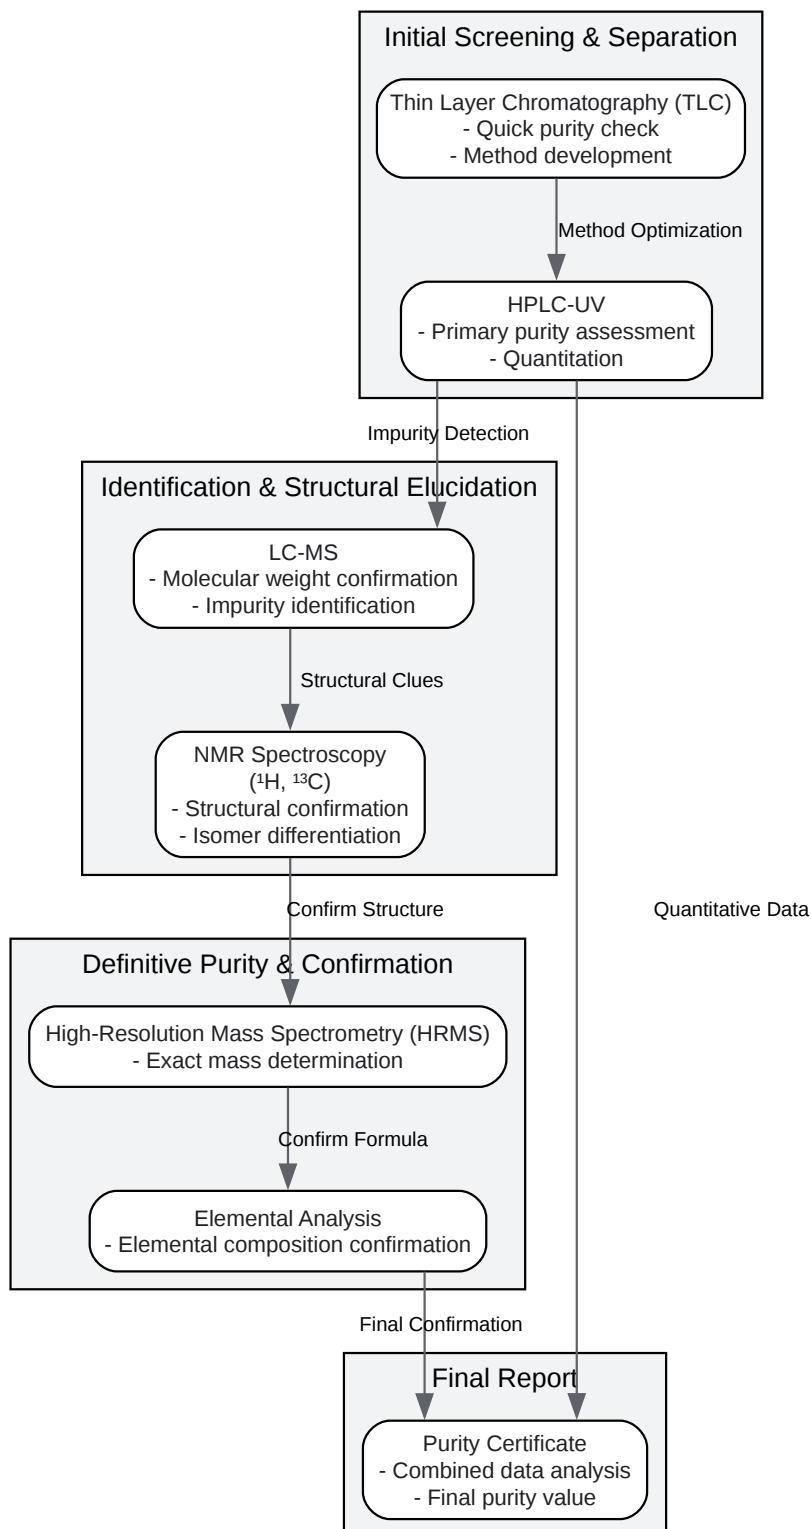 Initial Screening & Separation
Thin Layer Chromatography (TLC)
- Quick purity check
- Method development
Method Optimization
HPLC-UV
- Primary purity assessment
- Quantitation
Impurity Detection
Identification & Structural Elucidation
LC-MS
- Molecular weight confirmation
- Impurity identification
Structural Clues
NMR Spectroscopy
(¹H, ¹³C)
- Structural confirmation
- Isomer differentiation
Confirm Structure
Quantitative Data
Definitive Purity & Confirmation
High-Resolution Mass Spectrometry (HRMS)
- Exact mass determination
Confirm Formula
Elemental Analysis
- Elemental composition confirmation
Final Confirmation
Final Report
Purity Certificate
- Combined data analysis
- Final purity value